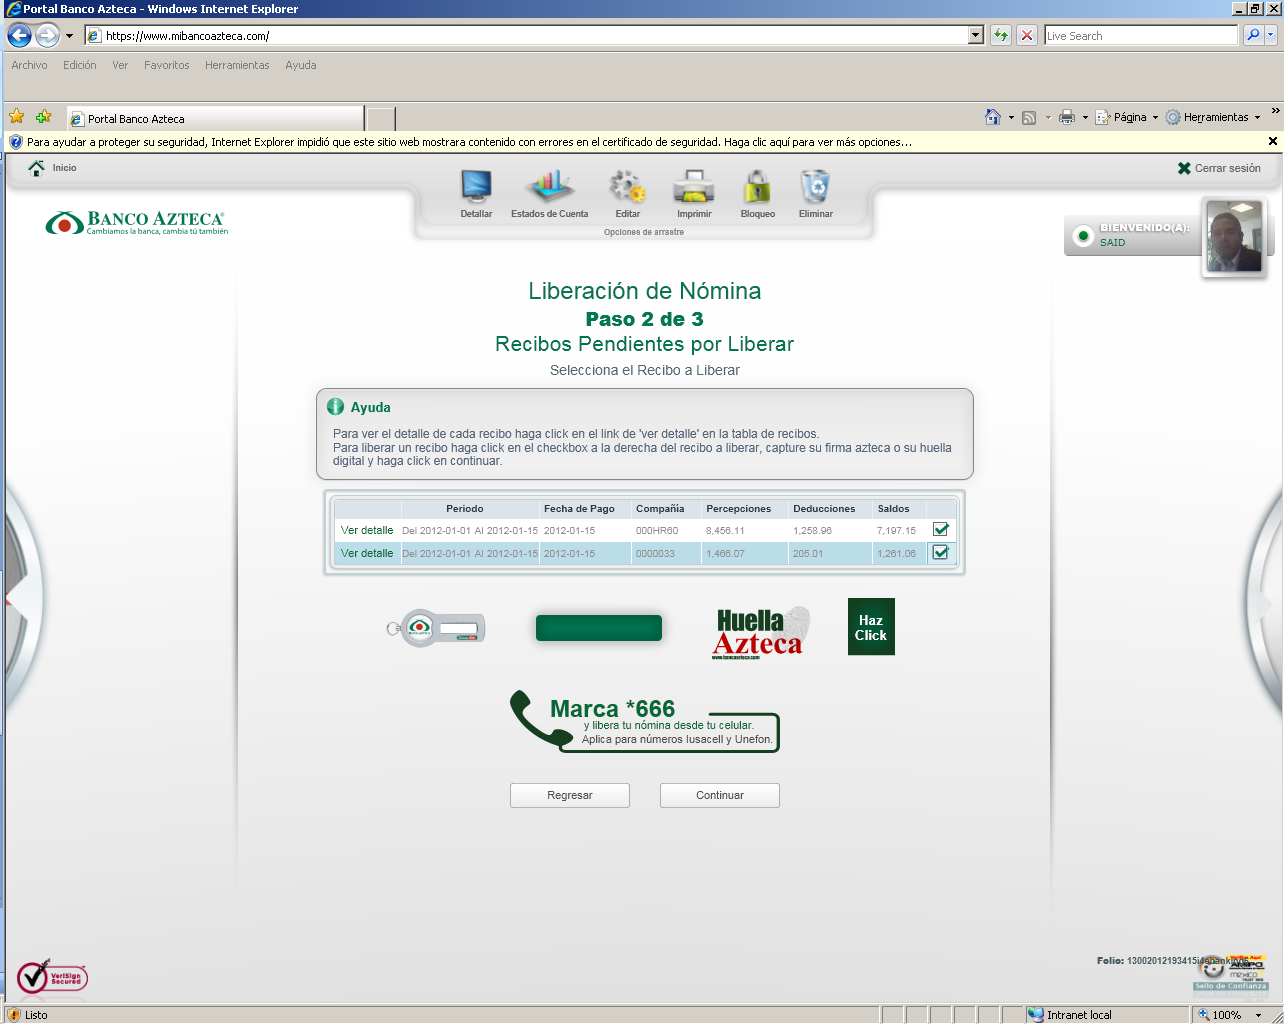 Portal Banco Azteca - Windows Internet Explorer
https://www.mibancoazteca.com/
Live Search
Archivo Edición Ver Favoritos Herramientas Ayuda
Portal Banco Azteca
Página Herramientas
Para ayudar a proteger su seguridad, Internet Explorer impidió que este sitio web mostrara contenido con errores en el certificado de seguridad. Haga clic aquí para ver más opciones...
Inicio
Cerrar sesión
Detallar Estados de Cuenta Editar Imprimir Bloqueo Eliminar
Opciones de arrastre
BANCO AZTECA
Cambiamos la banca, cambia tú también
BIENVENIDO(A):
SAID
Liberación de Nómina
Paso 2 de 3
Recibos Pendientes por Liberar
Selecciona el Recibo a Liberar
Ayuda
Para ver el detalle de cada recibo haga click en el link de 'ver detalle' en la tabla de recibos.
Para liberar un recibo haga click en el checkbox a la derecha del recibo a liberar, capture su firma azteca o su huella
digital y haga click en continuar.
Periodo Fecha de Pago Compañia Percepciones Deducciones Saldos
Ver detalle Del 2012-01-01 Al 2012-01-15 2012-01-15 000HR60 8,456.11 1,258.96 7,197.15
Ver detalle Del 2012-01-01 Al 2012-01-15 2012-01-15 0000033 1,466.07 205.01 1,261.06
Huella
Azteca
www.bancoazteca.com
Haz
Click
Marca *666
y libera tu nómina desde tu celular.
Aplica para números Iusacell y Unefon.
Regresar Continuar
VeriSign
Secured
Folio:
AMIPCI
MEXICO
Sello de Confianza
Listo
Intranet local
100%